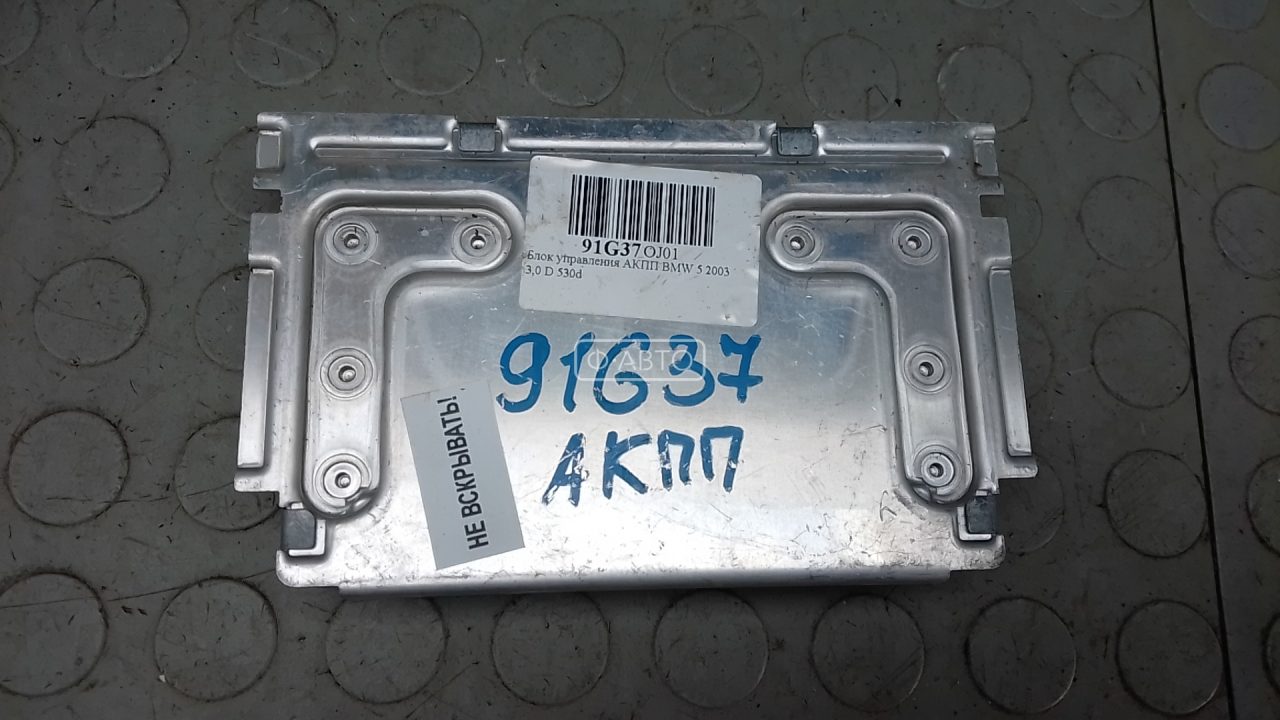 91G37OJ01
Блок управления АКПП BMW 5 2003
3,0 D 530d
91G37
Ф-АВТО
АКПП
НЕ ВСКРЫВАТЬ!